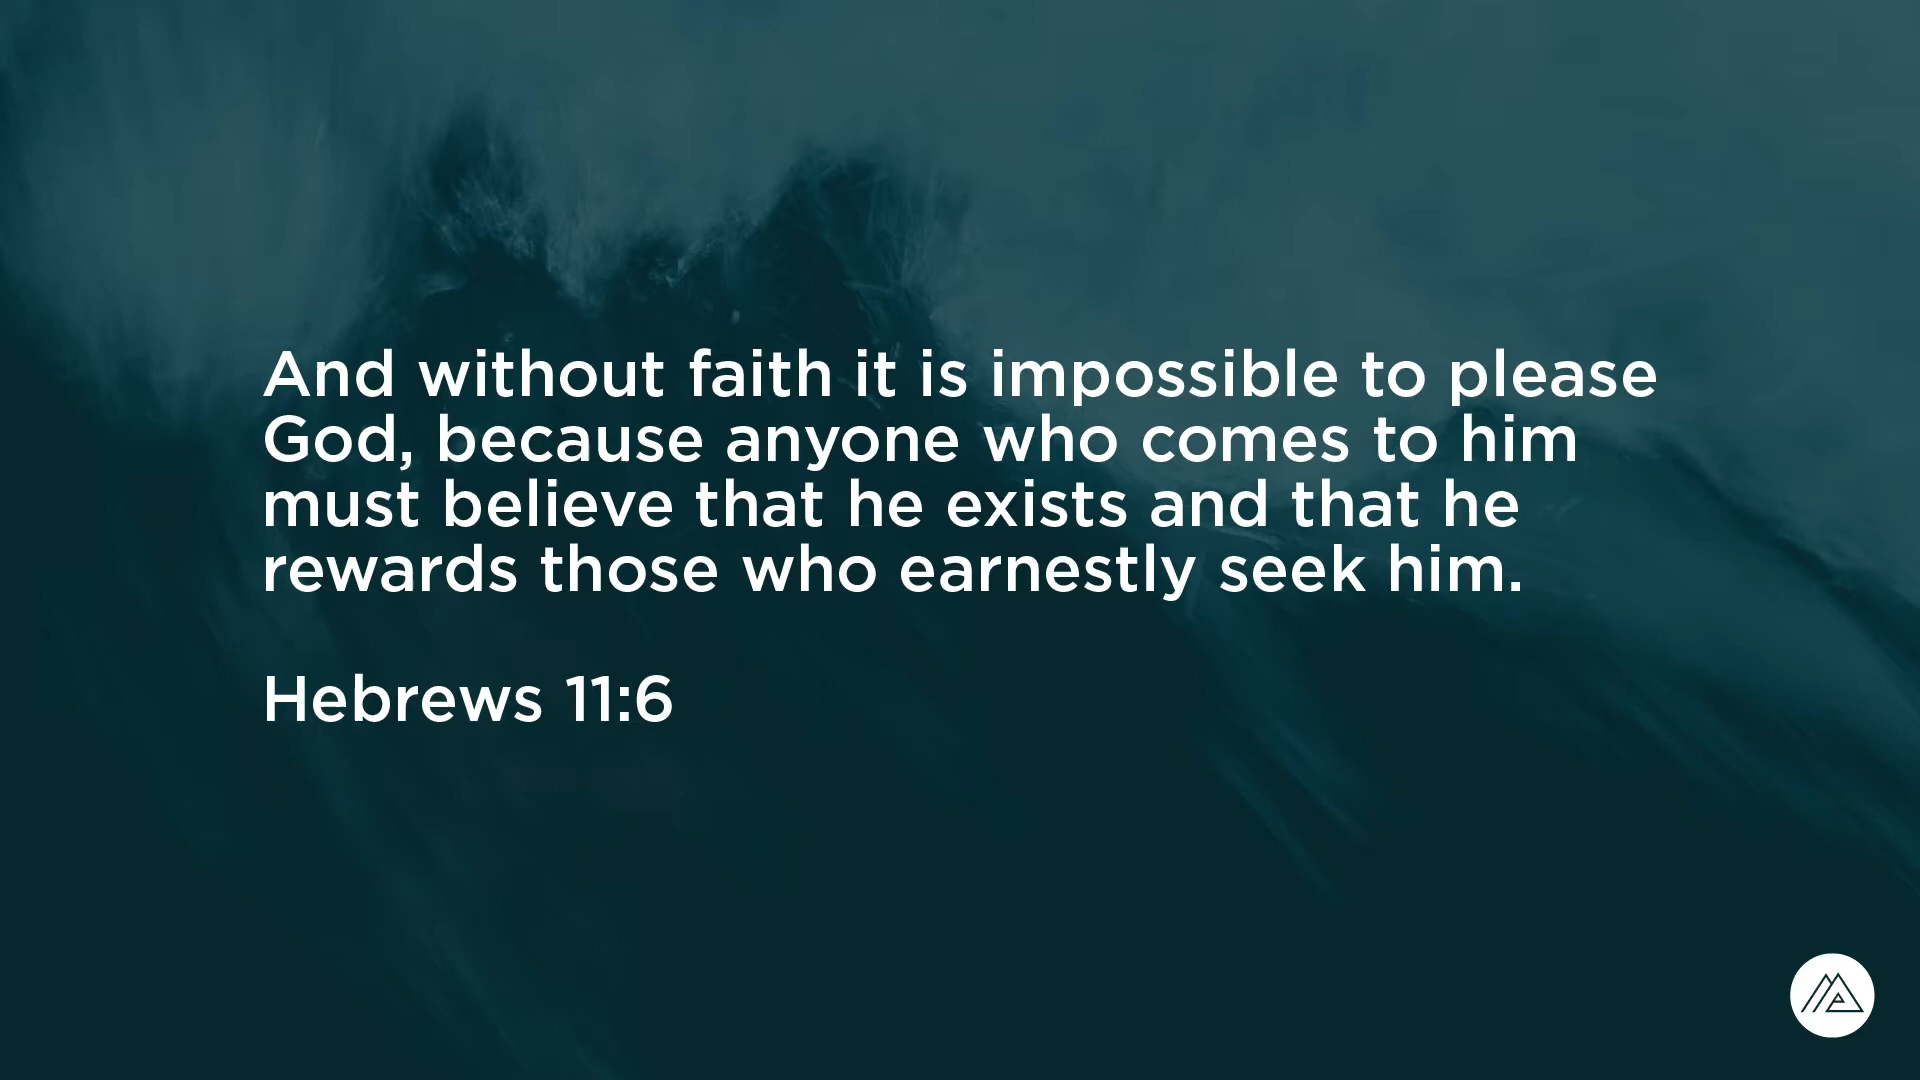 And without faith it is impossible to please
God, because anyone who comes to him
must believe that he exists and that he
rewards those who earnestly seek him.
Hebrews 11:6